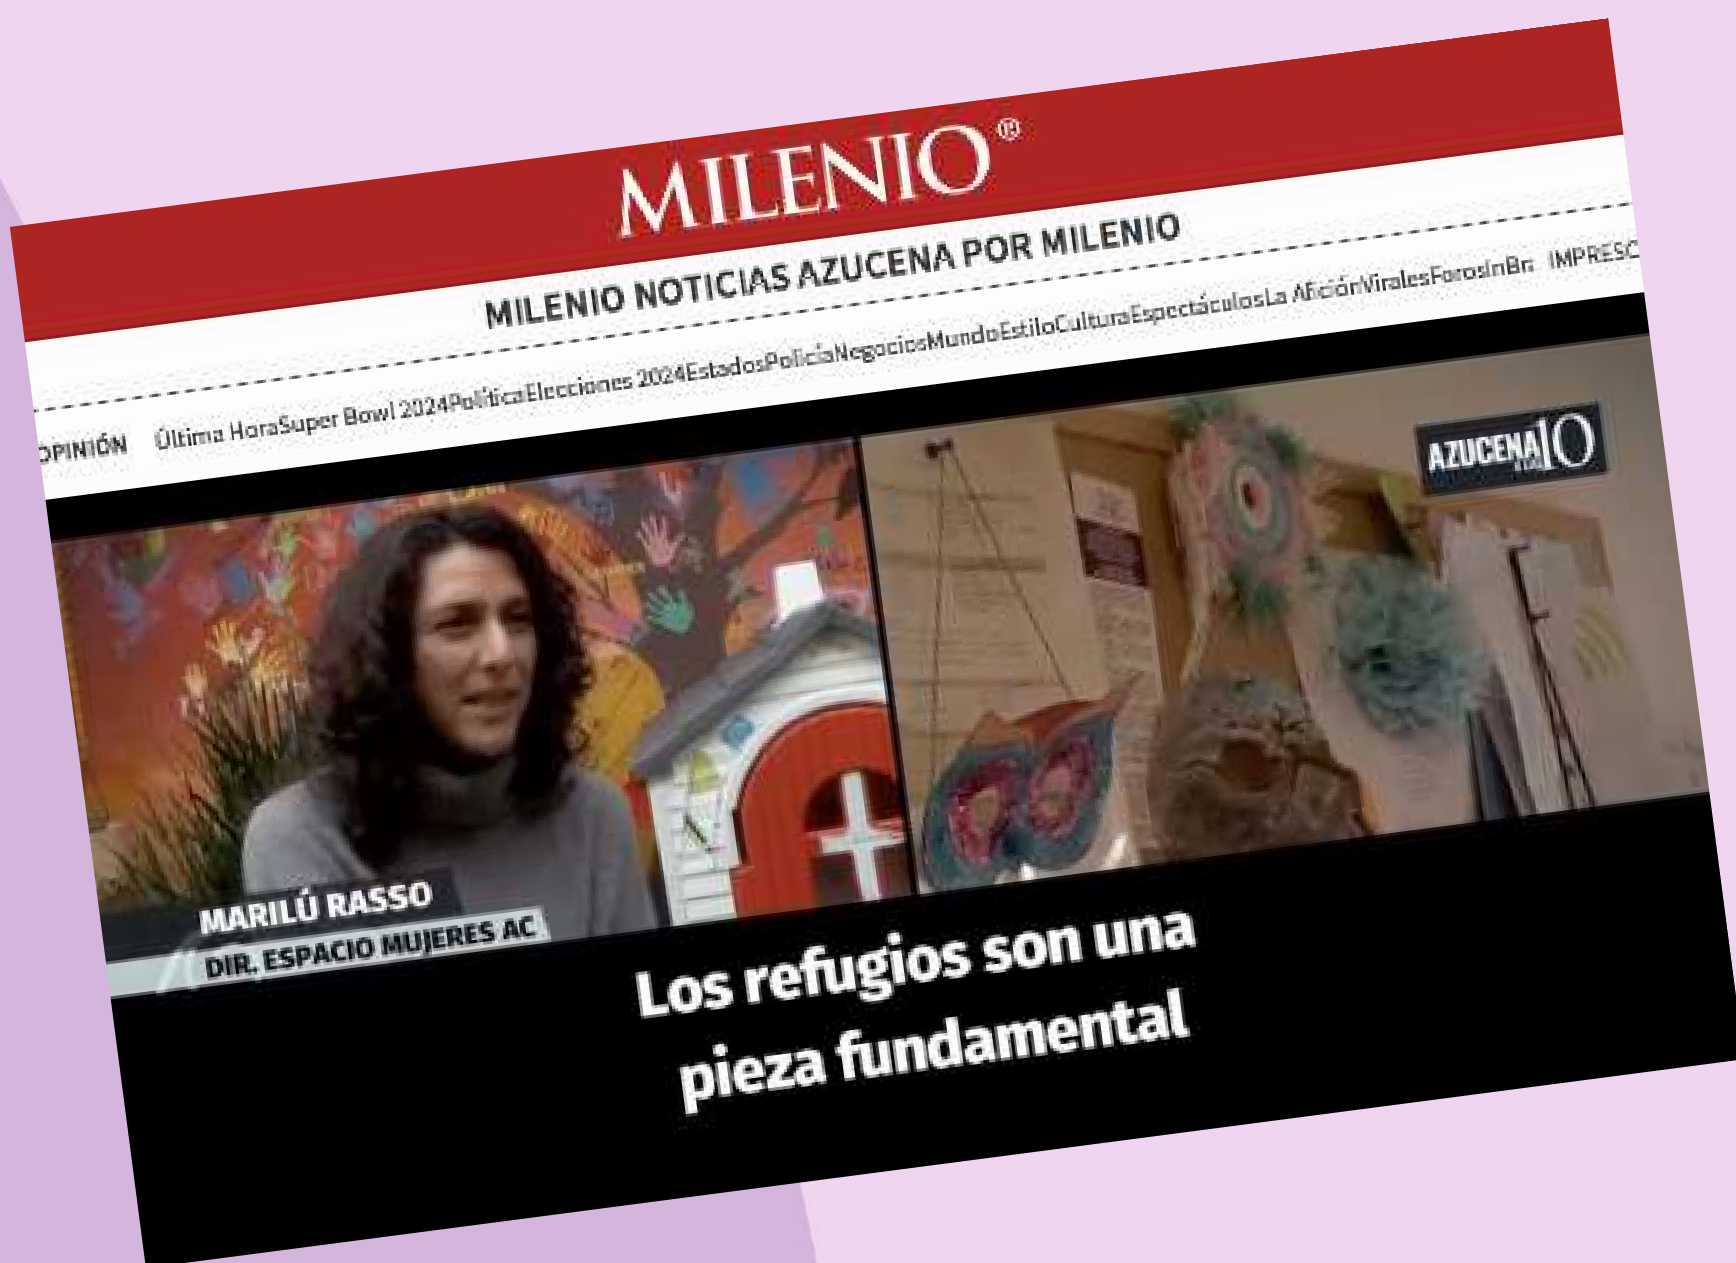 MILENIO®
MILENIO NOTICIAS AZUCENA POR MILENIO
OPINIÓN Última HoraSuper Bowl 2024PolíticaElecciones 2024EstadosPolicíaNegociosMundoEstiloCulturaEspectáculosLa AficiónViralesForosInBr IMPRESO
AZUCENA 10
MARILÚ RASSO
DIR. ESPACIO MUJERES AC
Los refugios son una
pieza fundamental